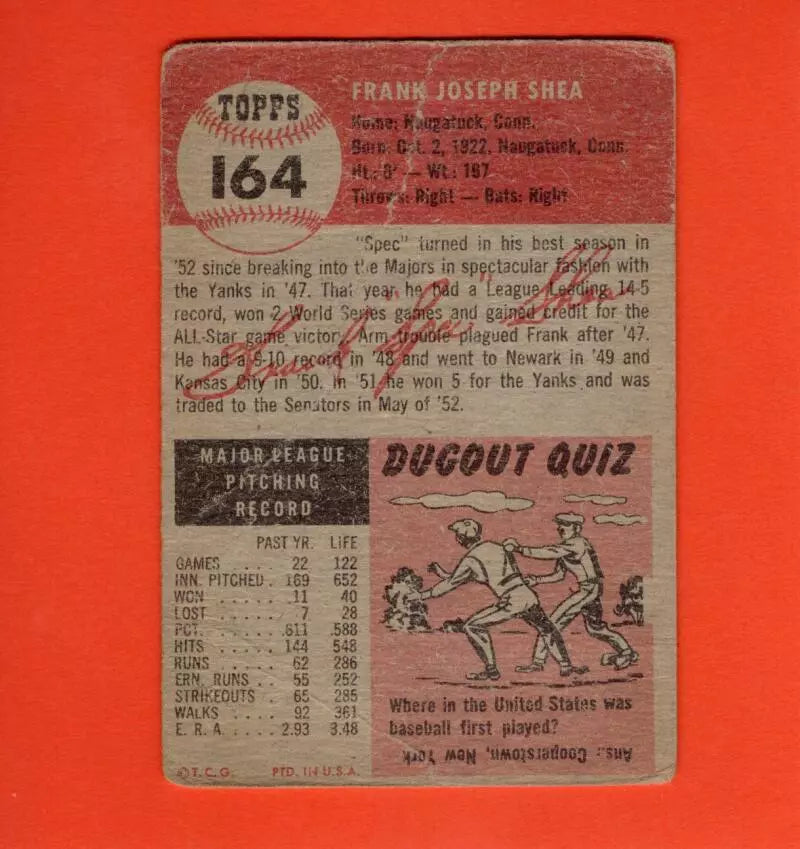 TOPPS
164
FRANK JOSEPH SHEA
Home: Naugatuck, Conn.
Born: Oct. 2, 1922, Naugatuck, Conn.
Ht.: 6' — Wt.: 187
Throws: Right — Bats: Right
"Spec" turned in his best season in
'52 since breaking into the Majors in spectacular fashion with
the Yanks in '47. That year he had a League Leading 14-5
record, won 2 World Series games and gained credit for the
ALL-Star game victory. Arm trouble plagued Frank after '47.
He had a 9-10 record in '48 and went to Newark in '49 and
Kansas City in '50. In '51 he won 5 for the Yanks and was
traded to the Senators in May of '52.
Frank "Spec" Shea
MAJOR LEAGUE
PITCHING
RECORD
PAST YR. LIFE
GAMES . . . . 22 122
INN. PITCHED . 169 652
WON . . . . . 11 40
LOST . . . . . 7 28
PCT. . . . . . .611 .588
HITS . . . . . 144 548
RUNS . . . . 62 286
ERN. RUNS . . 55 252
STRIKEOUTS . . 65 285
WALKS . . . . 92 361
E. R. A. . . . . 2.93 3.48
©T.C.G. PTD. IN U.S.A.
DUGOUT QUIZ
Where in the United States was
baseball first played?
Ans.: Cooperstown, New York